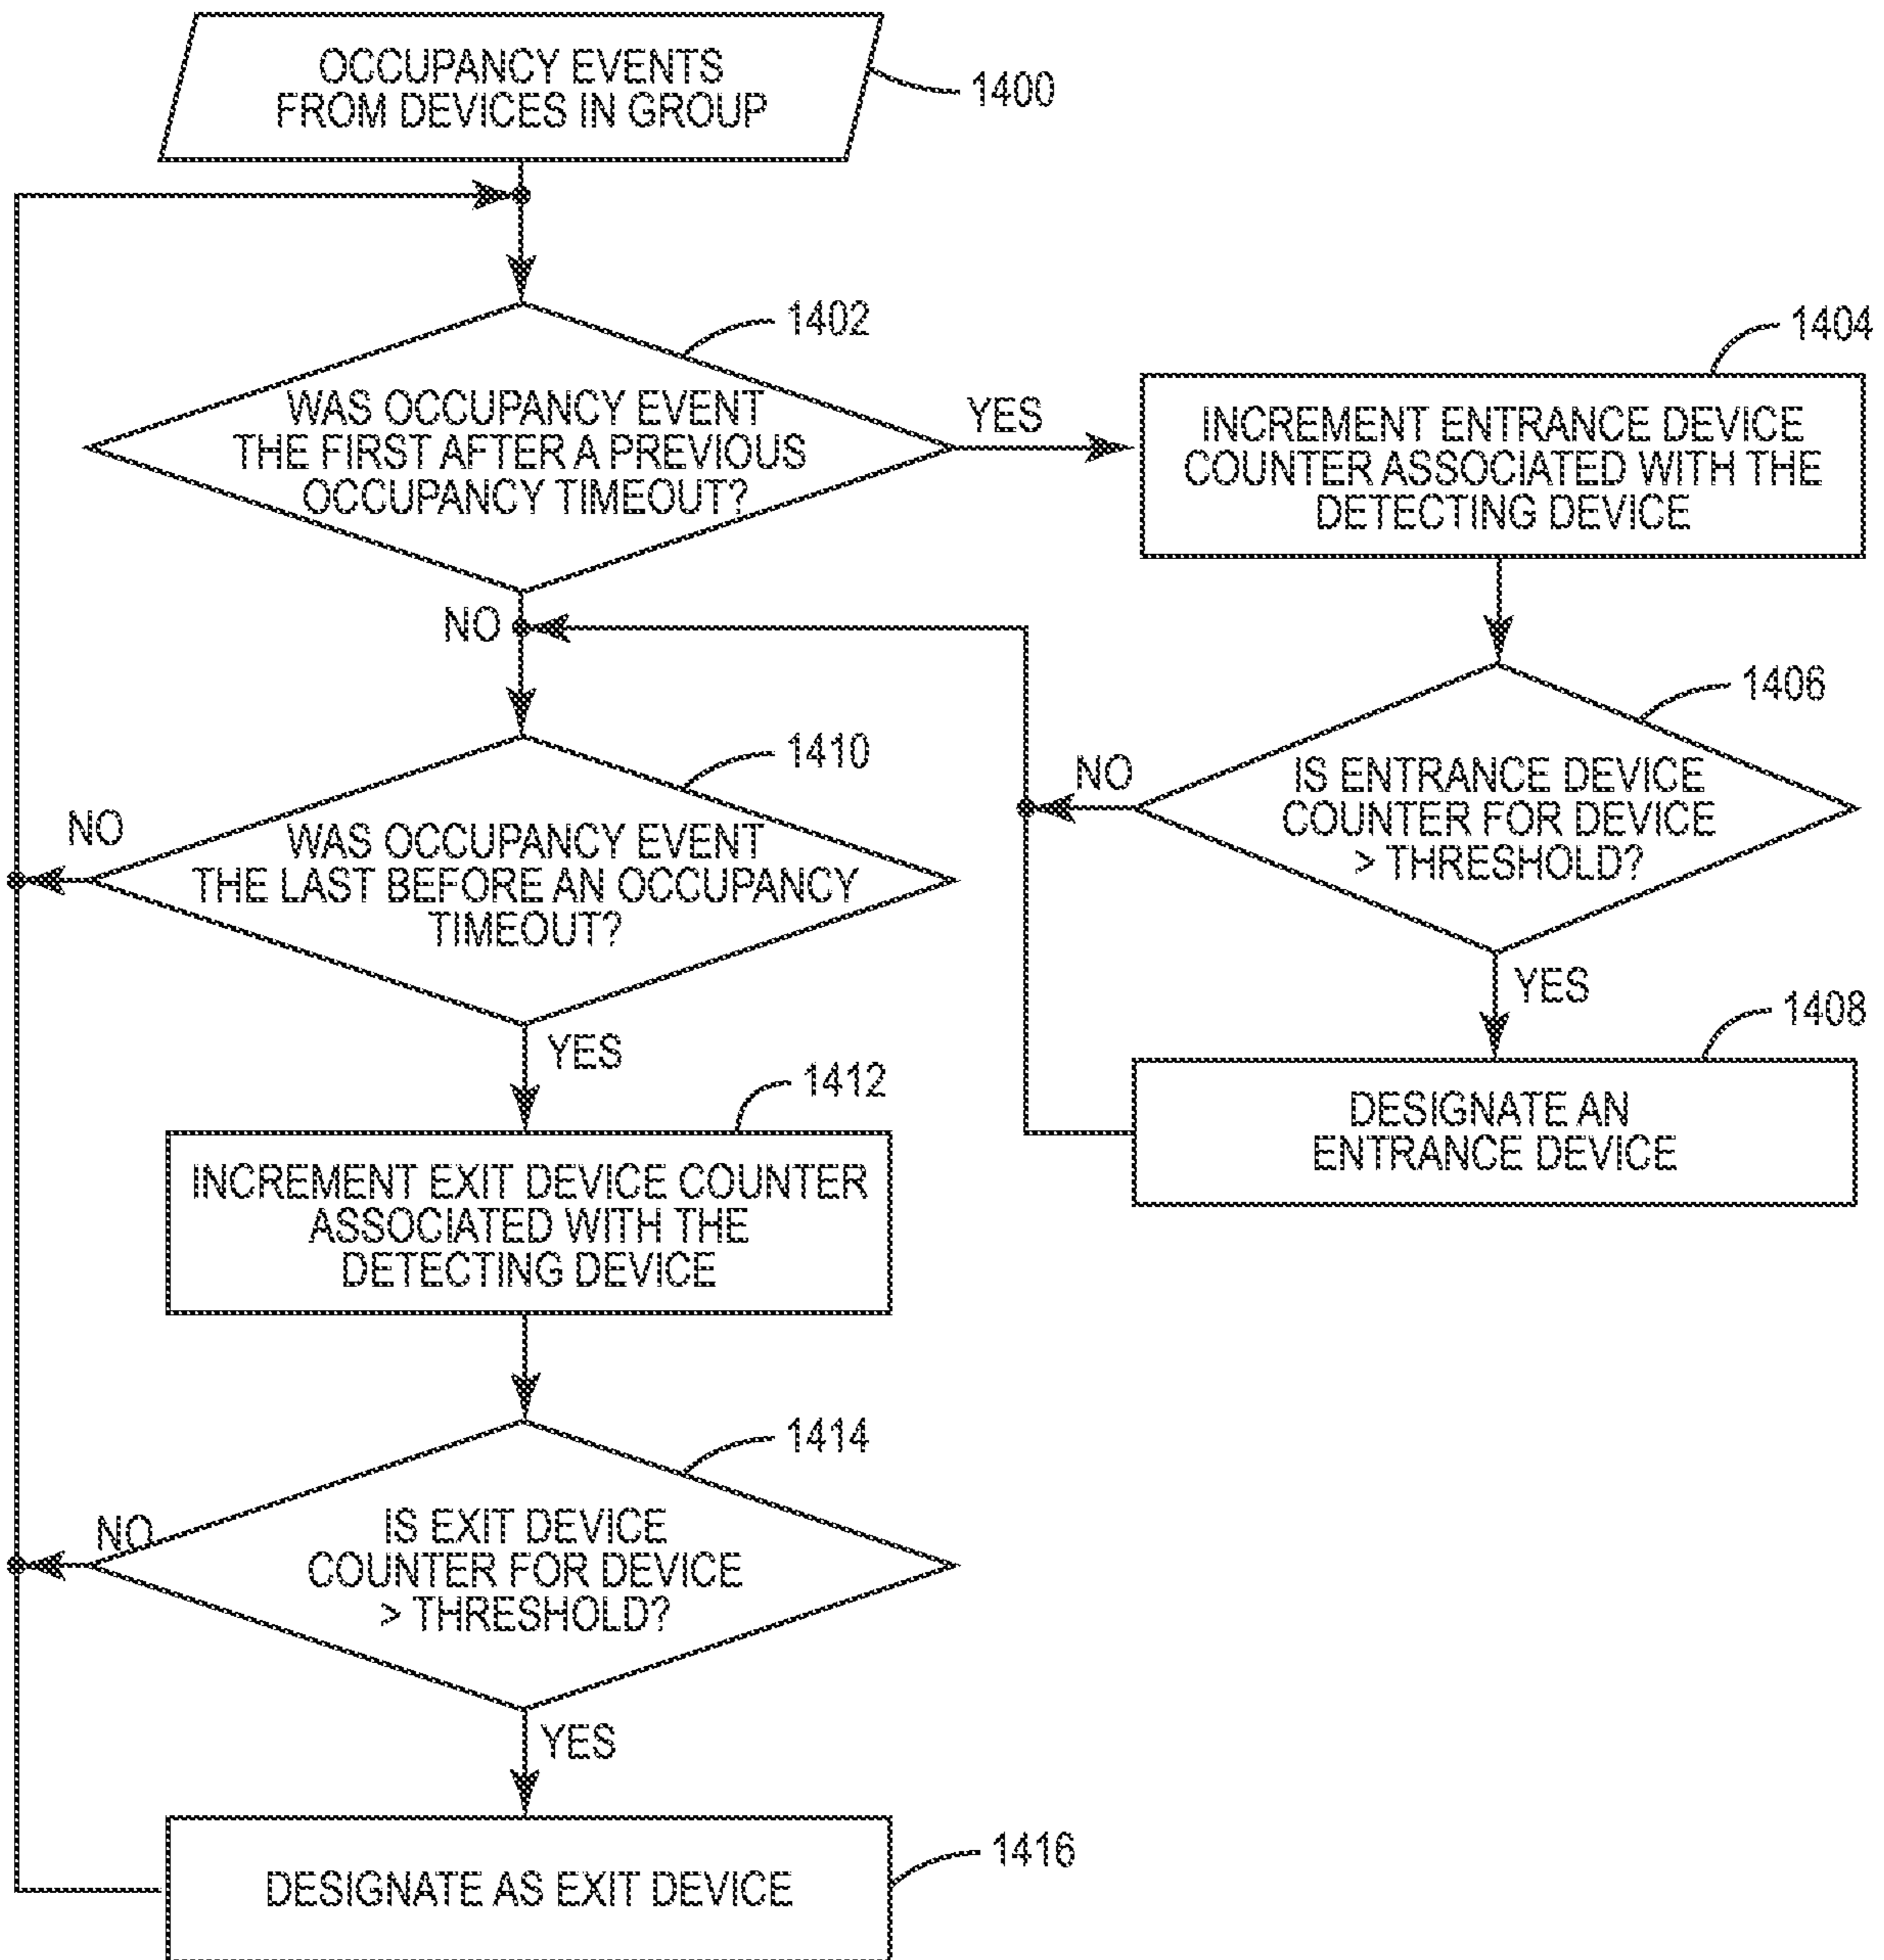 OCCUPANCY EVENTS
FROM DEVICES IN GROUP
1400
1402
WAS OCCUPANCY EVENT
THE FIRST AFTER A PREVIOUS
OCCUPANCY TIMEOUT?
YES
1404
INCREMENT ENTRANCE DEVICE
COUNTER ASSOCIATED WITH THE
DETECTING DEVICE
NO
1406
IS ENTRANCE DEVICE
COUNTER FOR DEVICE
> THRESHOLD?
NO
YES
1408
DESIGNATE AN
ENTRANCE DEVICE
1410
WAS OCCUPANCY EVENT
THE LAST BEFORE AN OCCUPANCY
TIMEOUT?
NO
YES
1412
INCREMENT EXIT DEVICE COUNTER
ASSOCIATED WITH THE
DETECTING DEVICE
1414
IS EXIT DEVICE
COUNTER FOR DEVICE
> THRESHOLD?
NO
YES
DESIGNATE AS EXIT DEVICE
1416